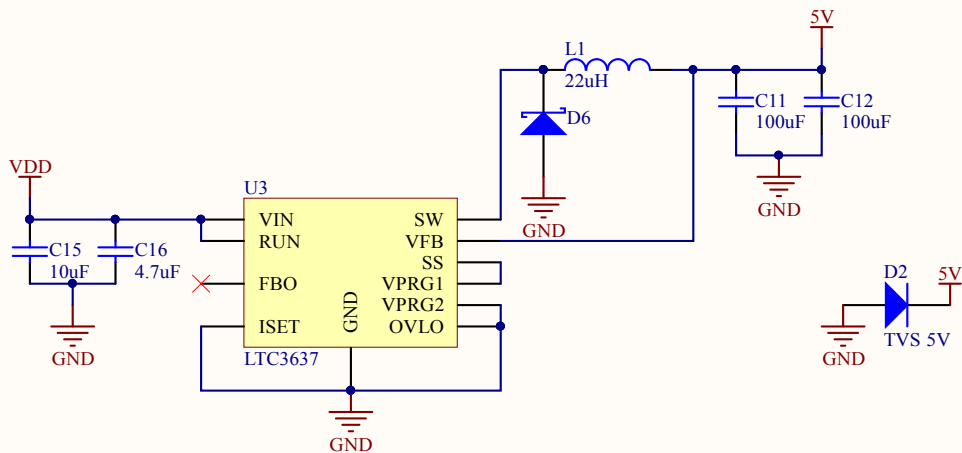 5V
L1
22uH
C11
100uF
C12
100uF
D6
GND
GND
VDD
C15
10uF
C16
4.7uF
GND
U3
VIN
RUN
FBO
ISET
GND
SW
VFB
SS
VPRG1
VPRG2
OVLO
LTC3637
GND
D2
5V
GND
TVS 5V